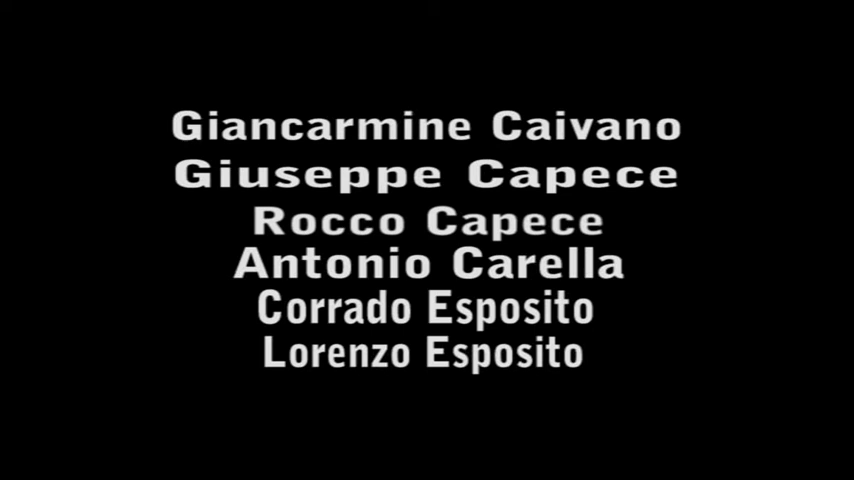 Giancarmine Caivano
Giuseppe Capece
Rocco Capece
Antonio Carella
Corrado Esposito
Lorenzo Esposito